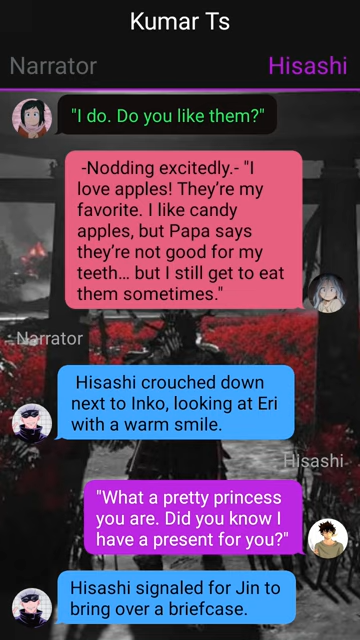 Kumar Ts
Narrator
Hisashi
"I do. Do you like them?"
-Nodding excitedly.- "I
love apples! They're my
favorite. I like candy
apples, but Papa says
they're not good for my
teeth… but I still get to eat
them sometimes."
Narrator
Hisashi crouched down
next to Inko, looking at Eri
with a warm smile.
Hisashi
"What a pretty princess
you are. Did you know I
have a present for you?"
Hisashi signaled for Jin to
bring over a briefcase.